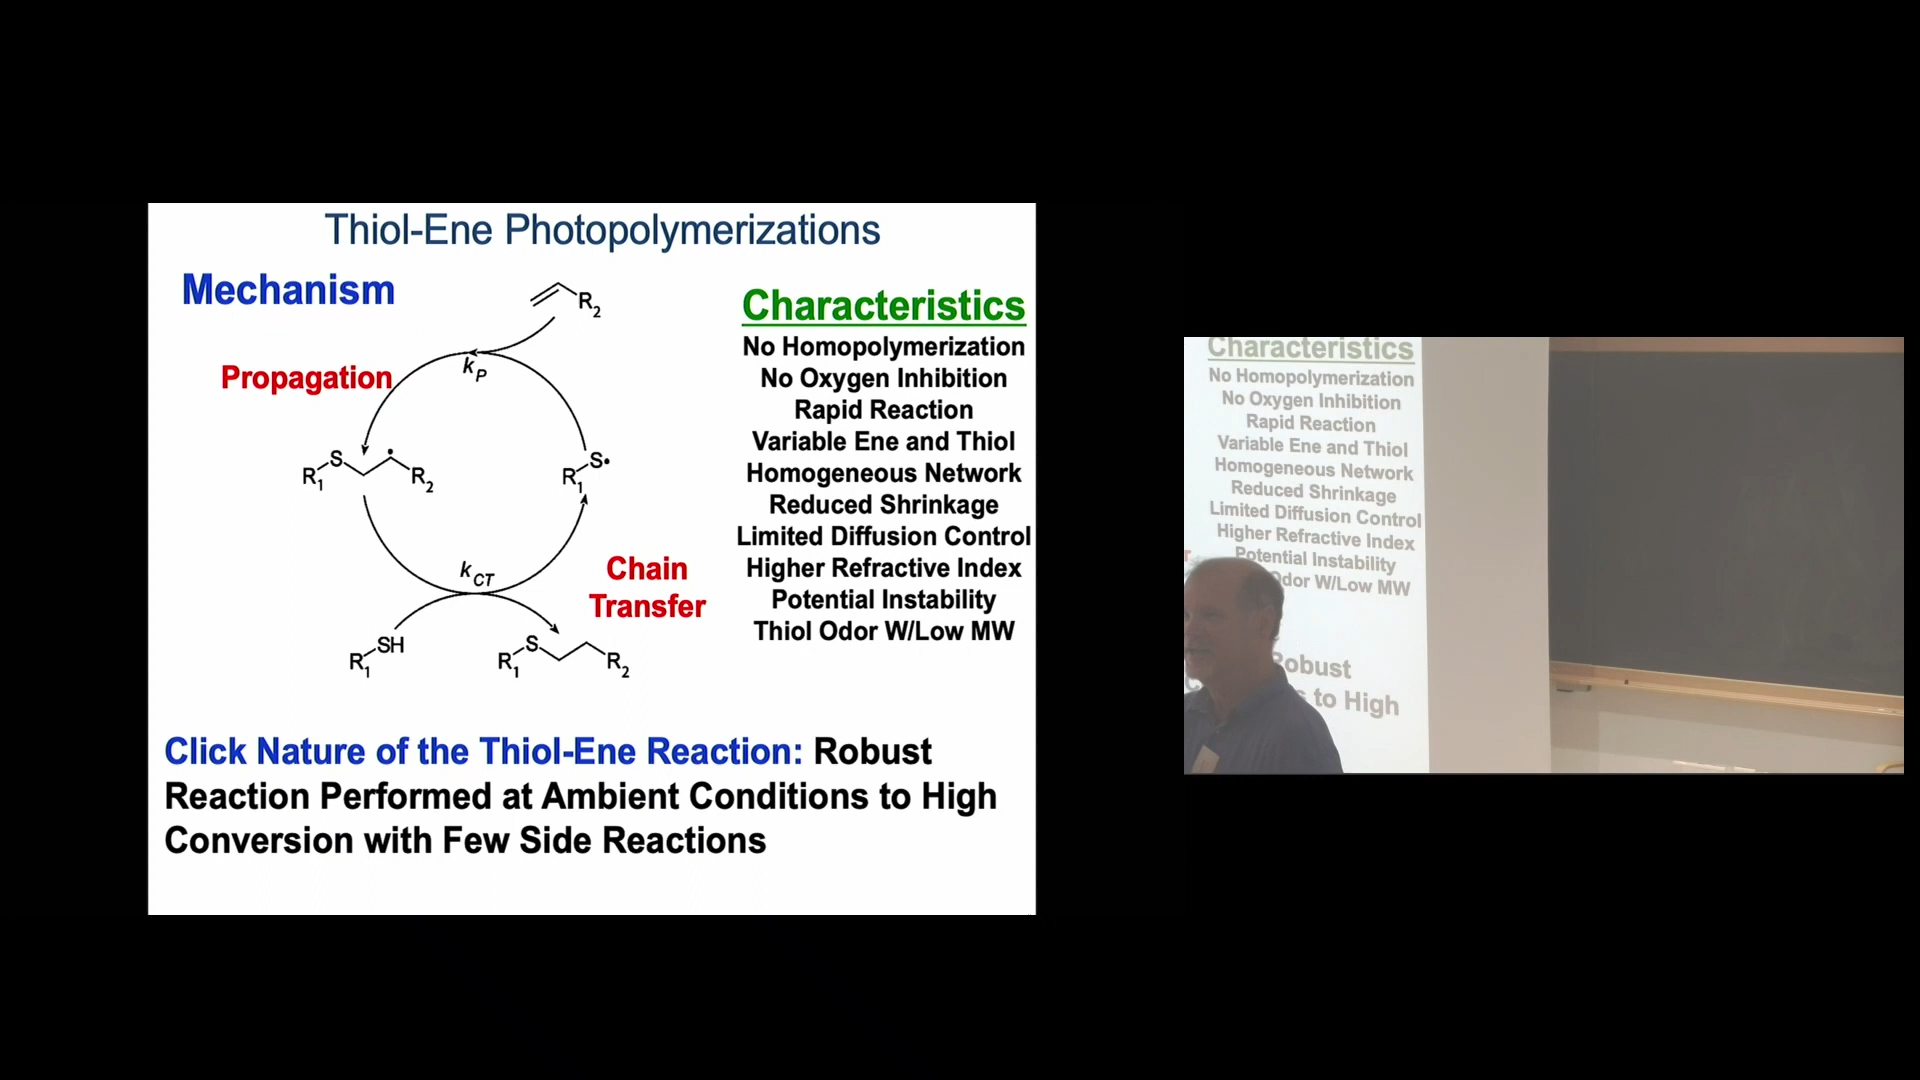 Thiol-Ene Photopolymerizations
Mechanism
R2
kP
Propagation
R1 S R2
R1 S•
kCT
Chain
Transfer
R1 SH
R1 S R2
Characteristics
No Homopolymerization
No Oxygen Inhibition
Rapid Reaction
Variable Ene and Thiol
Homogeneous Network
Reduced Shrinkage
Limited Diffusion Control
Higher Refractive Index
Potential Instability
Thiol Odor W/Low MW
Click Nature of the Thiol-Ene Reaction: Robust
Reaction Performed at Ambient Conditions to High
Conversion with Few Side Reactions
Characteristics
No Homopolymerization
No Oxygen Inhibition
Rapid Reaction
Variable Ene and Thiol
Homogeneous Network
Reduced Shrinkage
Limited Diffusion Control
Higher Refractive Index
Potential Instability
Odor W/Low MW
Robust
to High